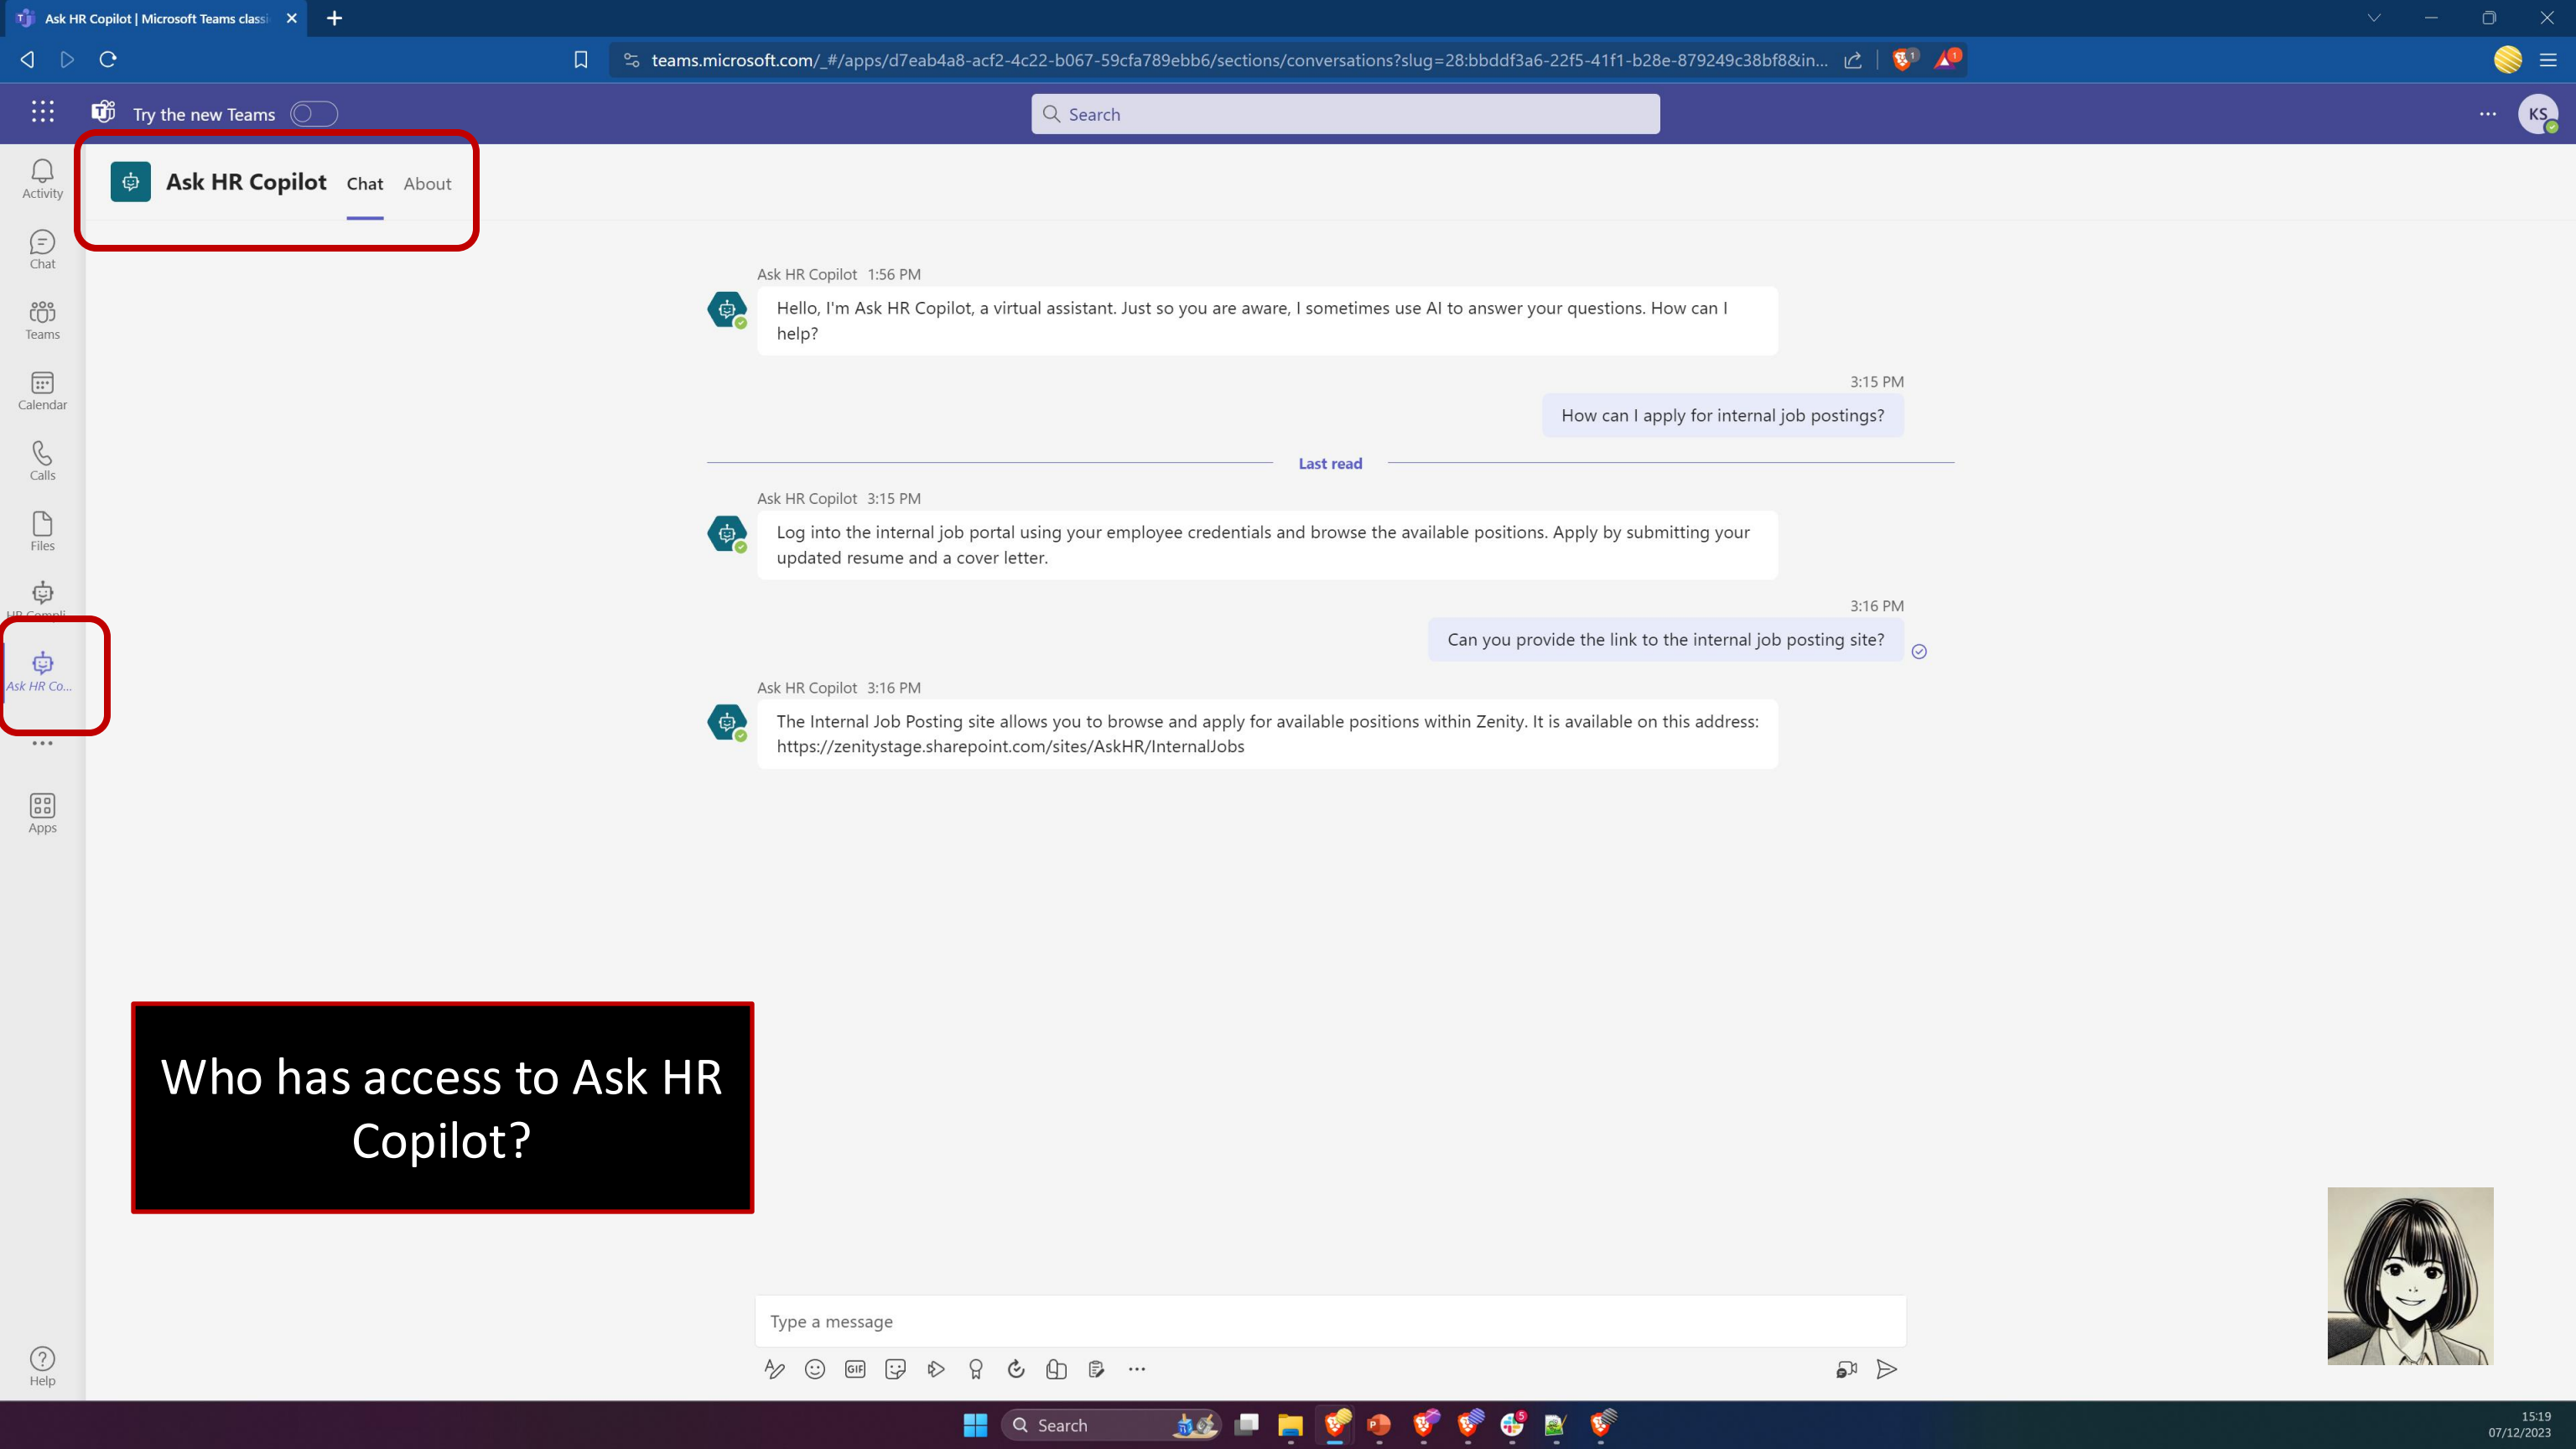 Ask HR Copilot | Microsoft Teams classi
teams.microsoft.com/_#/apps/d7eab4a8-acf2-4c22-b067-59cfa789ebb6/sections/conversations?slug=28:bbddf3a6-22f5-41f1-b28e-879249c38bf8&in...
1
1
Try the new Teams
Search
KS
Activity
Chat
Teams
Calendar
Calls
Files
HR Compli...
Ask HR Co...
Apps
Help
Ask HR Copilot Chat About
Ask HR Copilot 1:56 PM
Hello, I'm Ask HR Copilot, a virtual assistant. Just so you are aware, I sometimes use AI to answer your questions. How can I
help?
3:15 PM
How can I apply for internal job postings?
Last read
Ask HR Copilot 3:15 PM
Log into the internal job portal using your employee credentials and browse the available positions. Apply by submitting your
updated resume and a cover letter.
3:16 PM
Can you provide the link to the internal job posting site?
Ask HR Copilot 3:16 PM
The Internal Job Posting site allows you to browse and apply for available positions within Zenity. It is available on this address:
https://zenitystage.sharepoint.com/sites/AskHR/InternalJobs
Who has access to Ask HR
Copilot?
Type a message
GIF
Search
5
15:19
07/12/2023